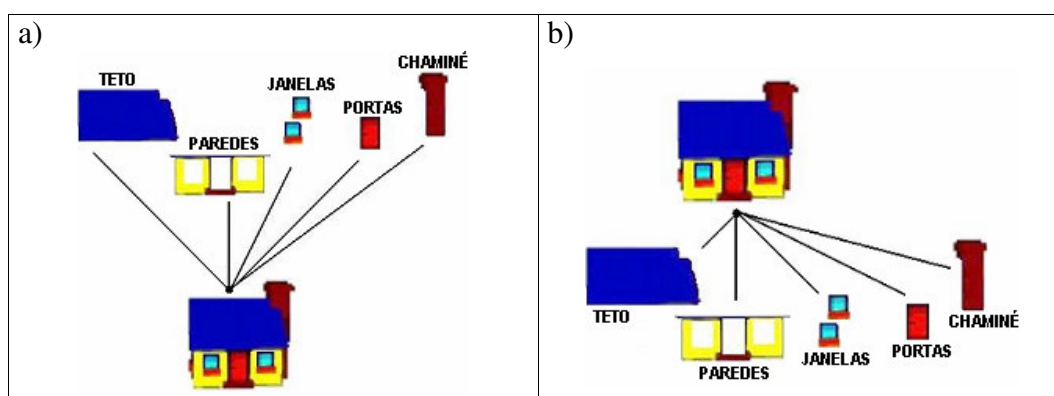 a)
TETO
JANELAS
CHAMINÉ
PORTAS
PAREDES
b)
TETO
PAREDES
JANELAS
PORTAS
CHAMINÉ